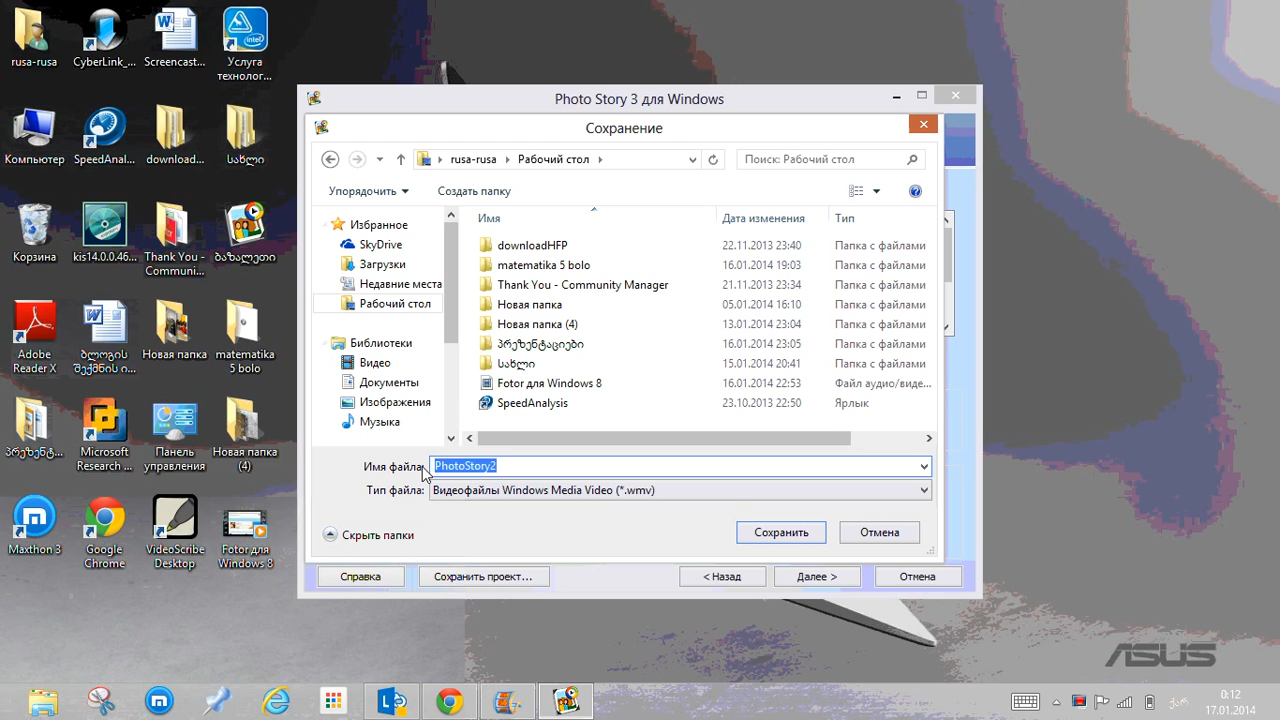 rusa-rusa
CyberLink_...
Screencast...
Услуга технолог...
Компьютер
SpeedAnal...
download...
სახლი
Корзина
kis14.0.0.46...
Thank You - Communi...
ბაზალეთი
Adobe Reader X
ბლოგის შექმნის ი...
Новая папка
matematika 5 bolo
პრეზენტ...
Microsoft Research ...
Панель управления
Новая папка (4)
Maxthon 3
Google Chrome
VideoScribe Desktop
Fotor для Windows 8
Photo Story 3 для Windows
Сохранение
rusa-rusa
Рабочий стол
Поиск: Рабочий стол
Упорядочить
Создать папку
Избранное
SkyDrive
Загрузки
Недавние места
Рабочий стол
Библиотеки
Видео
Документы
Изображения
Музыка
Имя Дата изменения Тип
downloadHFP 22.11.2013 23:40 Папка с файлами
matematika 5 bolo 16.01.2014 19:03 Папка с файлами
Thank You - Community Manager 21.11.2013 23:34 Папка с файлами
Новая папка 05.01.2014 16:10 Папка с файлами
Новая папка (4) 13.01.2014 23:04 Папка с файлами
პრეზენტაციები 16.01.2014 23:05 Папка с файлами
სახლი 15.01.2014 20:41 Папка с файлами
Fotor для Windows 8 16.01.2014 22:53 Файл аудио/виде...
SpeedAnalysis 23.10.2013 22:50 Ярлык
Имя файла: PhotoStory2
Тип файла: Видеофайлы Windows Media Video (*.wmv)
Скрыть папки
Сохранить
Отмена
Справка
Сохранить проект...
< Назад
Далее >
Отмена
ASUS
ქარ
0:12
17.01.2014